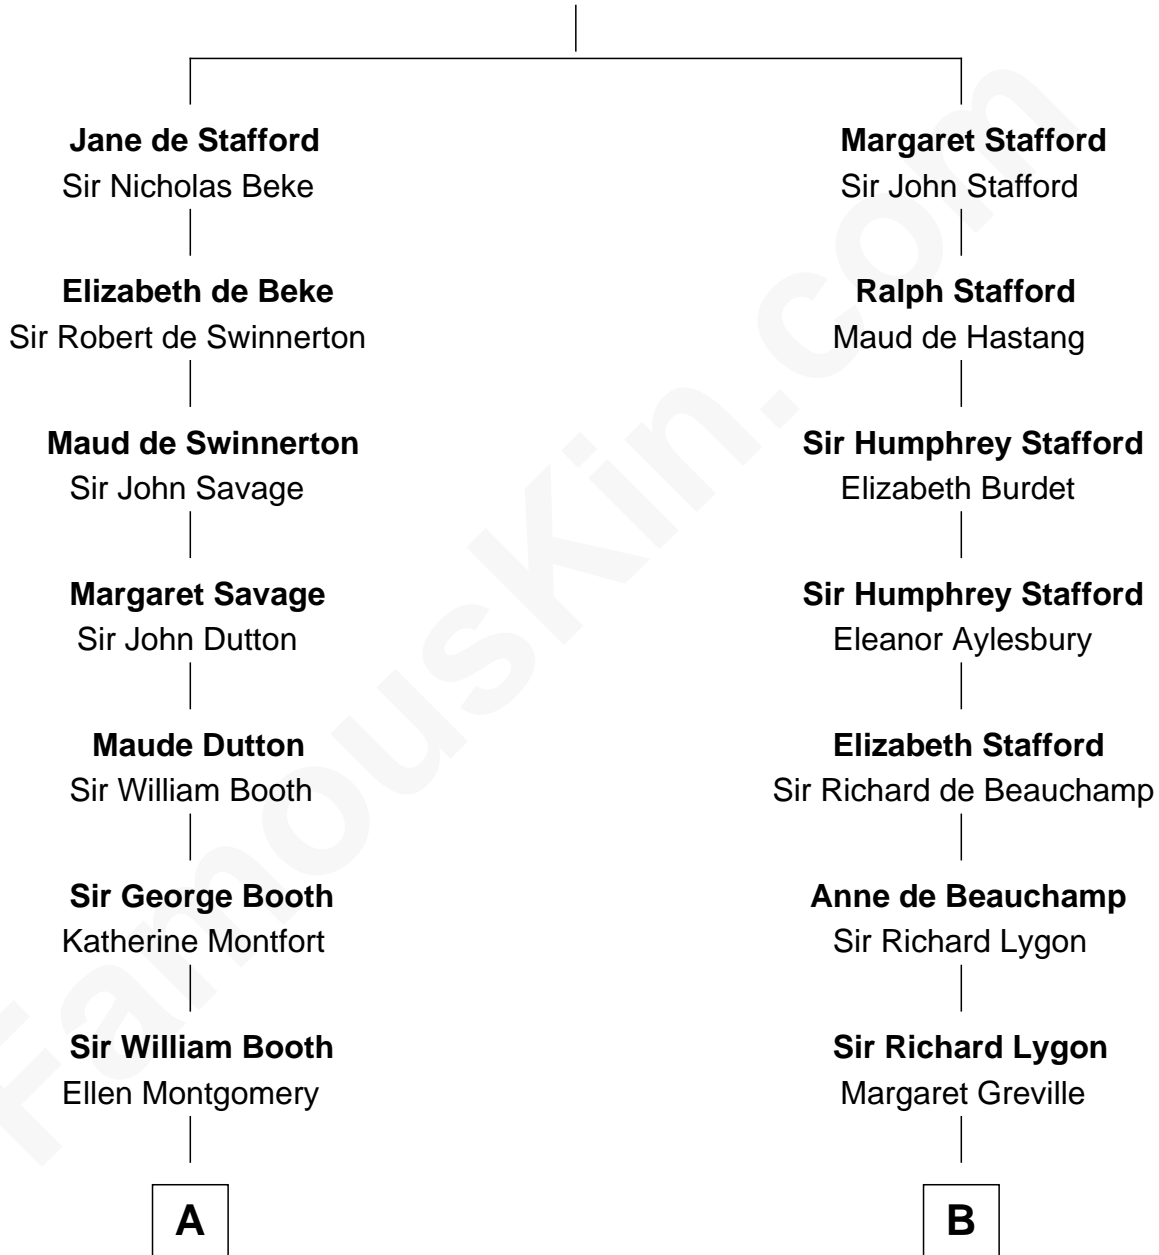 Jane de Stafford
Sir Nicholas Beke
Elizabeth de Beke
Sir Robert de Swinnerton
Maud de Swinnerton
Sir John Savage
Margaret Savage
Sir John Dutton
Maude Dutton
Sir William Booth
Sir George Booth
Katherine Montfort
Sir William Booth
Ellen Montgomery
A
Margaret Stafford
Sir John Stafford
Ralph Stafford
Maud de Hastang
Sir Humphrey Stafford
Elizabeth Burdet
Sir Humphrey Stafford
Eleanor Aylesbury
Elizabeth Stafford
Sir Richard de Beauchamp
Anne de Beauchamp
Sir Richard Lygon
Sir Richard Lygon
Margaret Greville
B
FamousKin.com